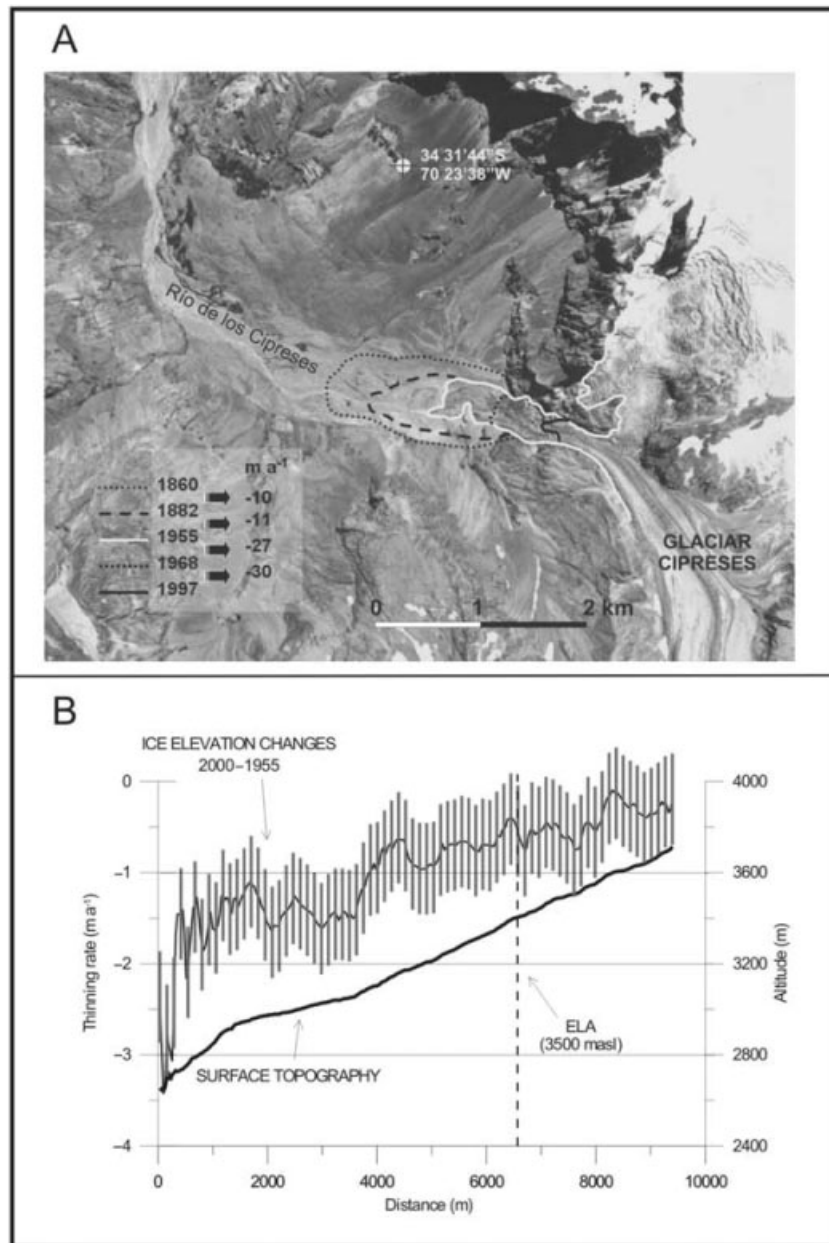 A
34 31'44"S
70 23'38"W
Río de los Cipreses
m a⁻¹
1860
-10
1882
-11
1955
-27
1968
-30
1997
0 1 2 km
GLACIAR
CIPRESES
B
ICE ELEVATION CHANGES
2000–1955
0
–1
–2
–3
–4
Thinning rate (m a⁻¹)
4000
3600
3200
2800
2400
Altitude (m)
ELA
(3500 masl)
SURFACE TOPOGRAPHY
0 2000 4000 6000 8000 10000
Distance (m)